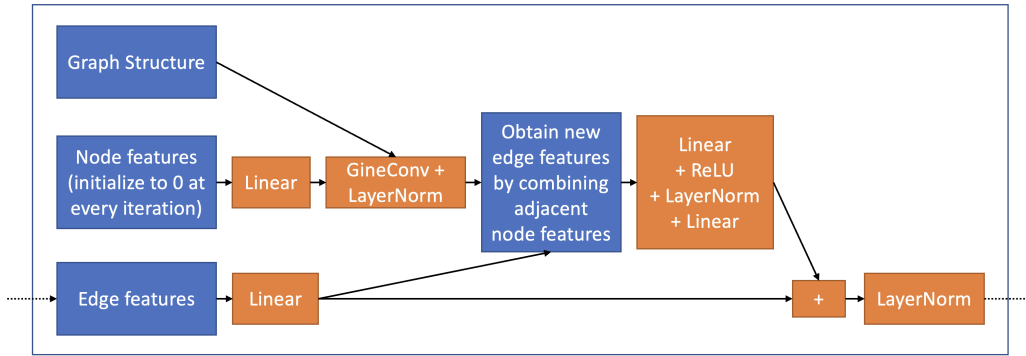 Graph Structure
Node features
(initialize to 0 at
every iteration)
Linear
GineConv +
LayerNorm
Obtain new
edge features
by combining
adjacent
node features
Linear
+ ReLU
+ LayerNorm
+ Linear
Edge features
Linear
+
LayerNorm